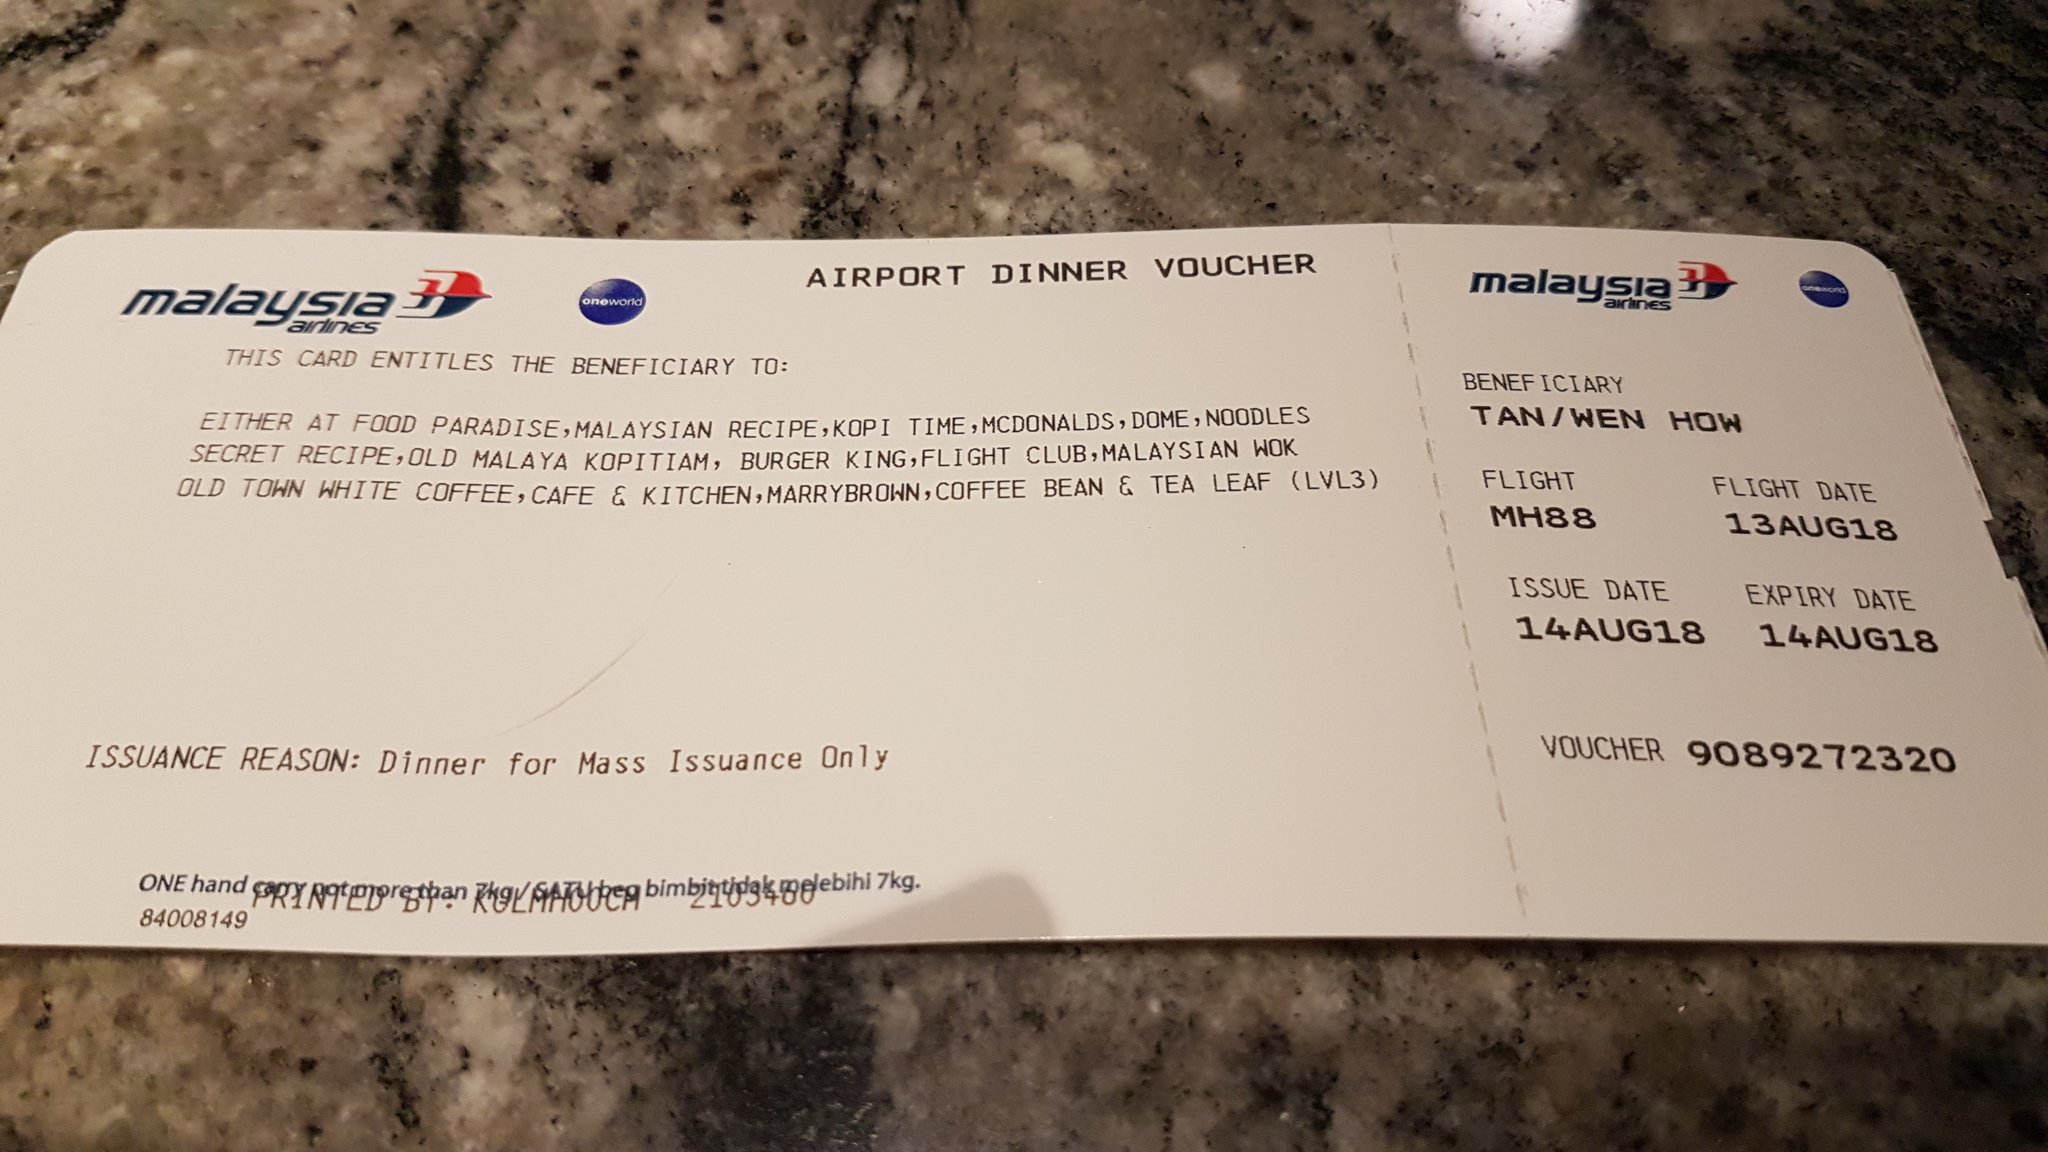 malaysia airlines
oneworld
AIRPORT DINNER VOUCHER
THIS CARD ENTITLES THE BENEFICIARY TO:
EITHER AT FOOD PARADISE,MALAYSIAN RECIPE,KOPI TIME,MCDONALDS,DOME,NOODLES
SECRET RECIPE,OLD MALAYA KOPITIAM, BURGER KING,FLIGHT CLUB,MALAYSIAN WOK
OLD TOWN WHITE COFFEE,CAFE & KITCHEN,MARRYBROWN,COFFEE BEAN & TEA LEAF (LVL3)
ISSUANCE REASON: Dinner for Mass Issuance Only
ONE hand carry not more than 7kg / SATU beg bimbit tidak melebihi 7kg.
PRINTED BY:
84008149
malaysia airlines
oneworld
BENEFICIARY
TAN/WEN HOW
FLIGHT FLIGHT DATE
MH88 13AUG18
ISSUE DATE EXPIRY DATE
14AUG18 14AUG18
VOUCHER 9089272320